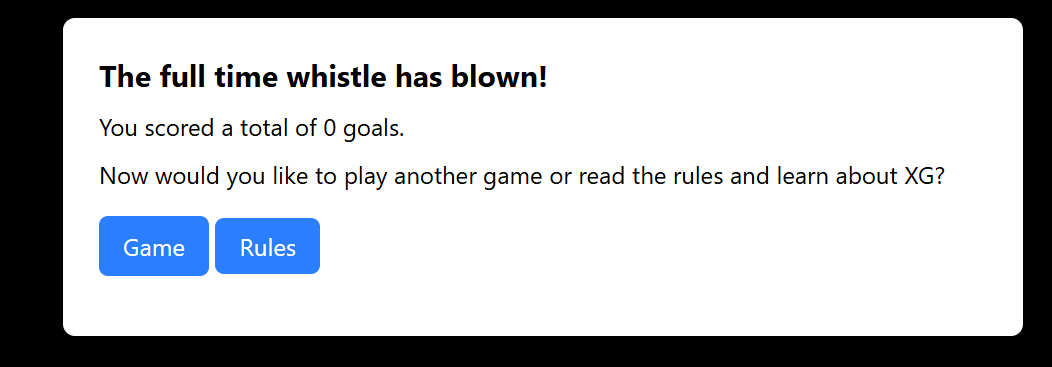 The full time whistle has blown!
You scored a total of 0 goals.
Now would you like to play another game or read the rules and learn about XG?
Game Rules